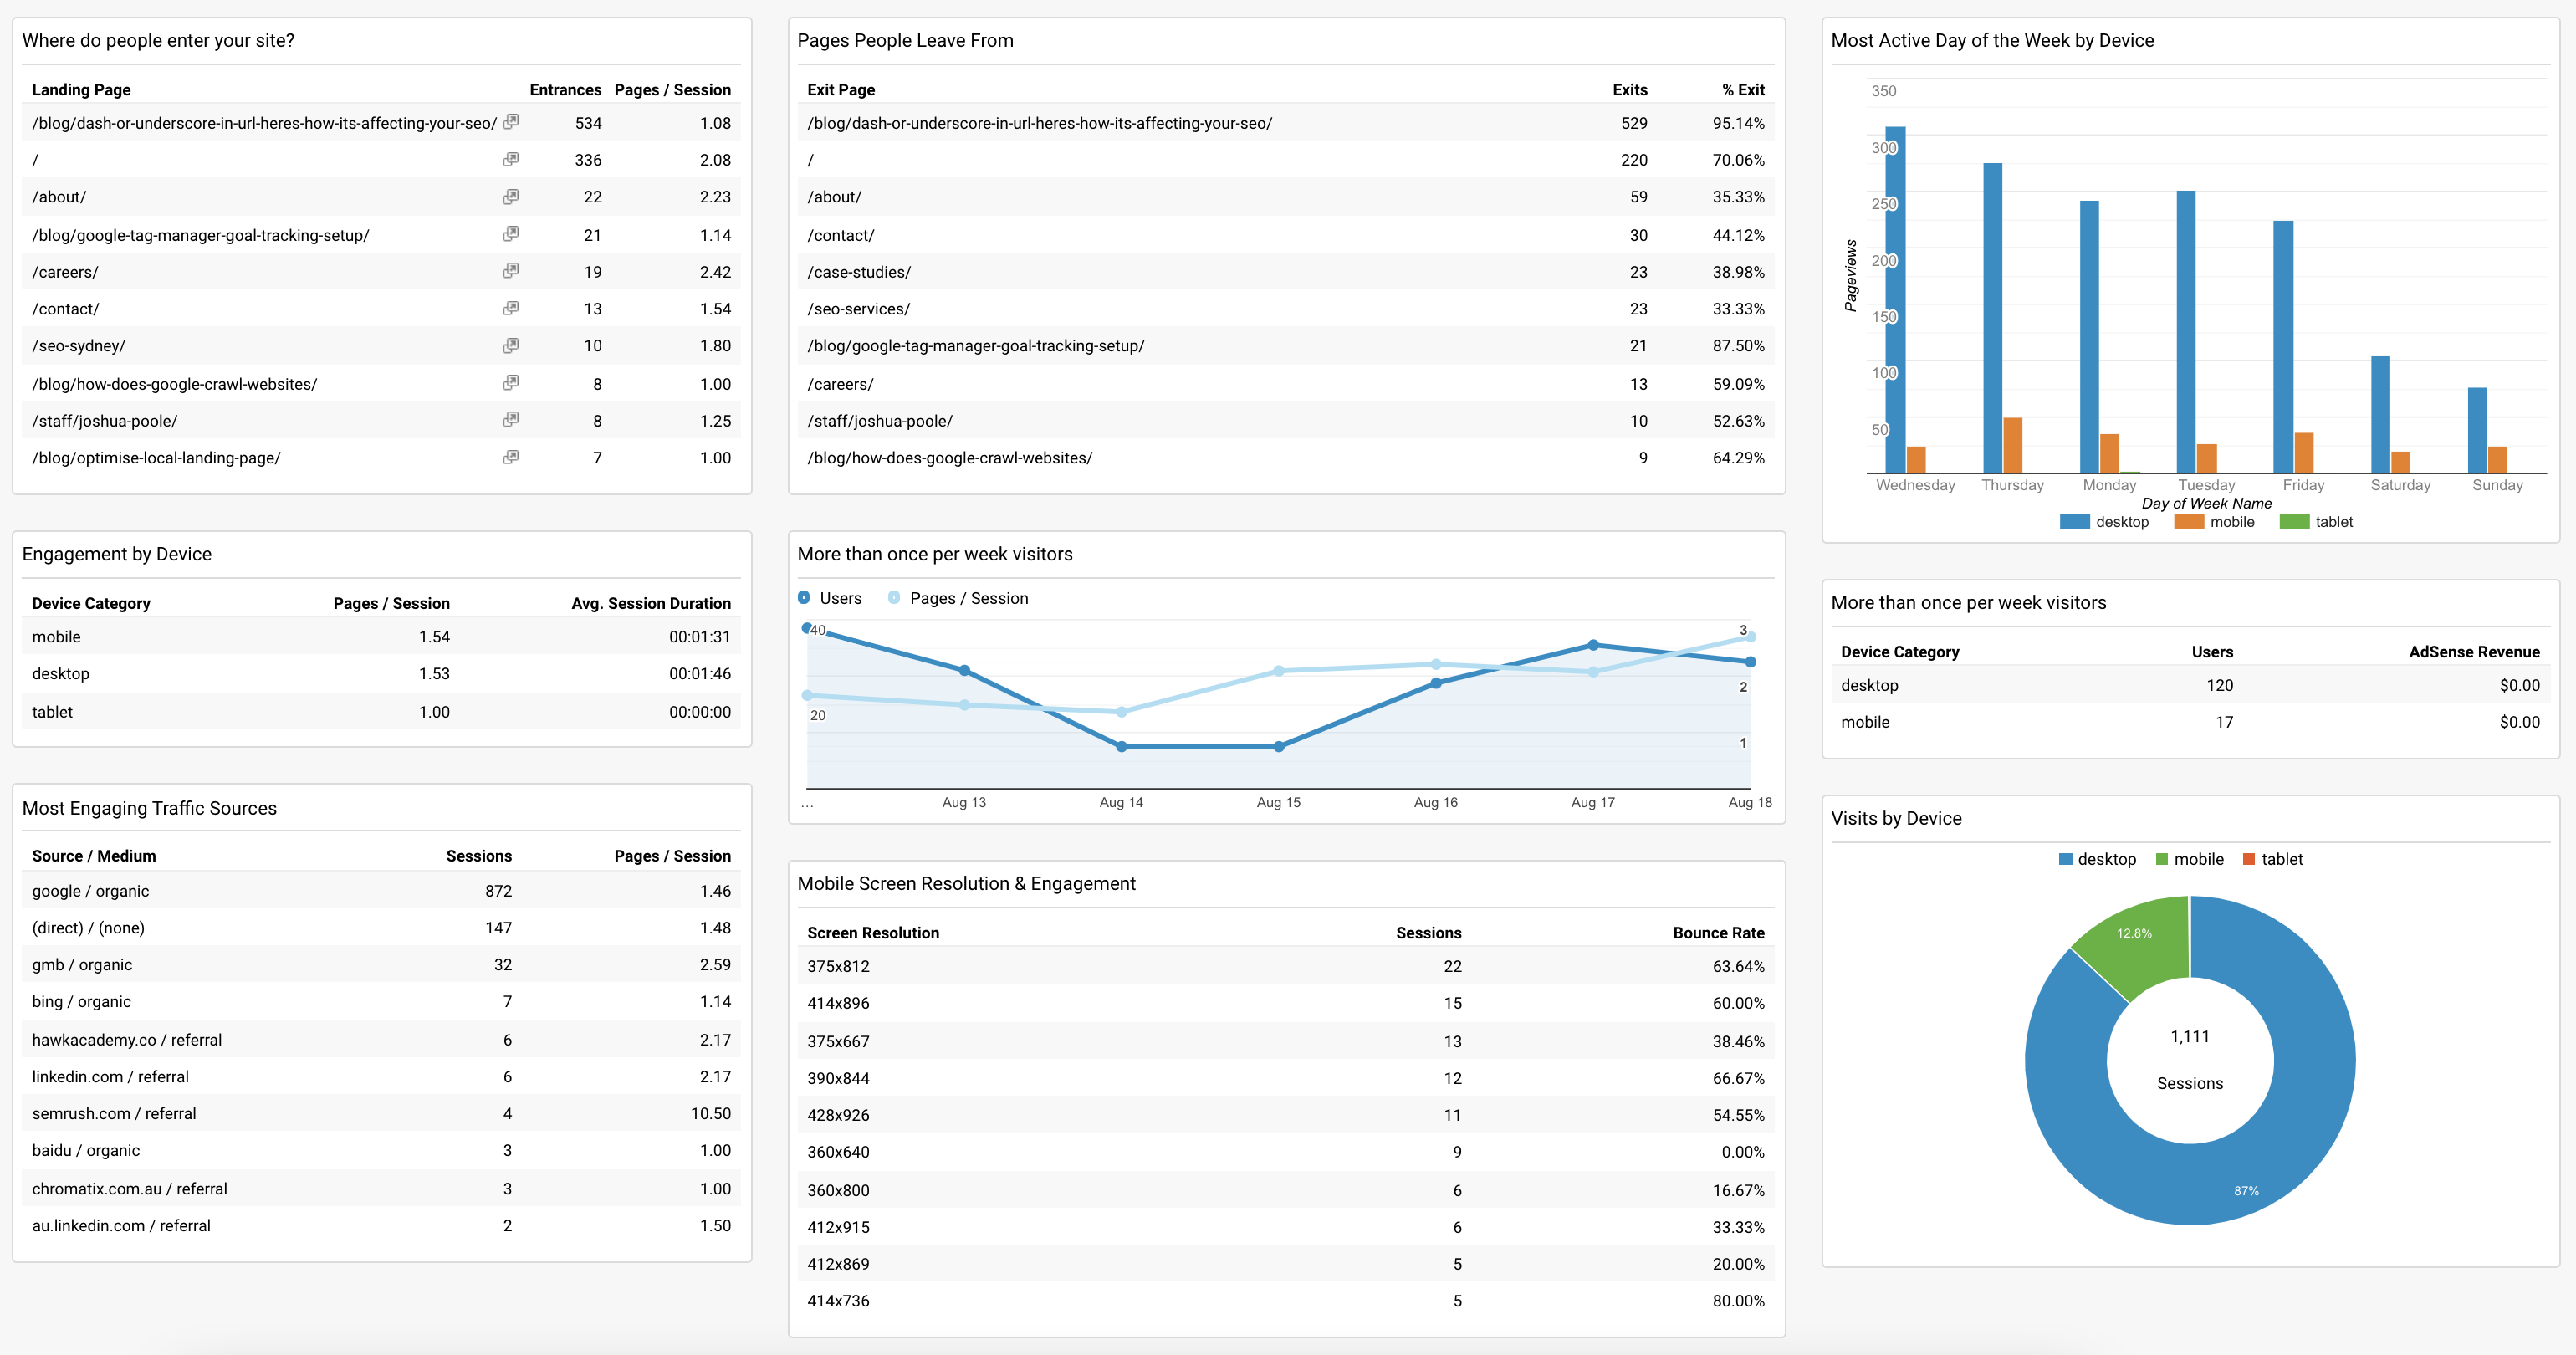 Where do people enter your site?
Landing Page Entrances Pages / Session
/blog/dash-or-underscore-in-url-heres-how-its-affecting-your-seo/ 534 1.08
/ 336 2.08
/about/ 22 2.23
/blog/google-tag-manager-goal-tracking-setup/ 21 1.14
/careers/ 19 2.42
/contact/ 13 1.54
/seo-sydney/ 10 1.80
/blog/how-does-google-crawl-websites/ 8 1.00
/staff/joshua-poole/ 8 1.25
/blog/optimise-local-landing-page/ 7 1.00
Engagement by Device
Device Category Pages / Session Avg. Session Duration
mobile 1.54 00:01:31
desktop 1.53 00:01:46
tablet 1.00 00:00:00
Most Engaging Traffic Sources
Source / Medium Sessions Pages / Session
google / organic 872 1.46
(direct) / (none) 147 1.48
gmb / organic 32 2.59
bing / organic 7 1.14
hawkacademy.co / referral 6 2.17
linkedin.com / referral 6 2.17
semrush.com / referral 4 10.50
baidu / organic 3 1.00
chromatix.com.au / referral 3 1.00
au.linkedin.com / referral 2 1.50
Pages People Leave From
Exit Page Exits % Exit
/blog/dash-or-underscore-in-url-heres-how-its-affecting-your-seo/ 529 95.14%
/ 220 70.06%
/about/ 59 35.33%
/contact/ 30 44.12%
/case-studies/ 23 38.98%
/seo-services/ 23 33.33%
/blog/google-tag-manager-goal-tracking-setup/ 21 87.50%
/careers/ 13 59.09%
/staff/joshua-poole/ 10 52.63%
/blog/how-does-google-crawl-websites/ 9 64.29%
More than once per week visitors
Users Pages / Session
40 3
2
20
1
... Aug 13 Aug 14 Aug 15 Aug 16 Aug 17 Aug 18
Mobile Screen Resolution & Engagement
Screen Resolution Sessions Bounce Rate
375x812 22 63.64%
414x896 15 60.00%
375x667 13 38.46%
390x844 12 66.67%
428x926 11 54.55%
360x640 9 0.00%
360x800 6 16.67%
412x915 6 33.33%
412x869 5 20.00%
414x736 5 80.00%
Most Active Day of the Week by Device
350
300
250
200
150
100
50
Pageviews
Wednesday Thursday Monday Tuesday Friday Saturday Sunday
Day of Week Name
desktop mobile tablet
More than once per week visitors
Device Category Users AdSense Revenue
desktop 120 $0.00
mobile 17 $0.00
Visits by Device
desktop mobile tablet
12.8%
1,111
Sessions
87%